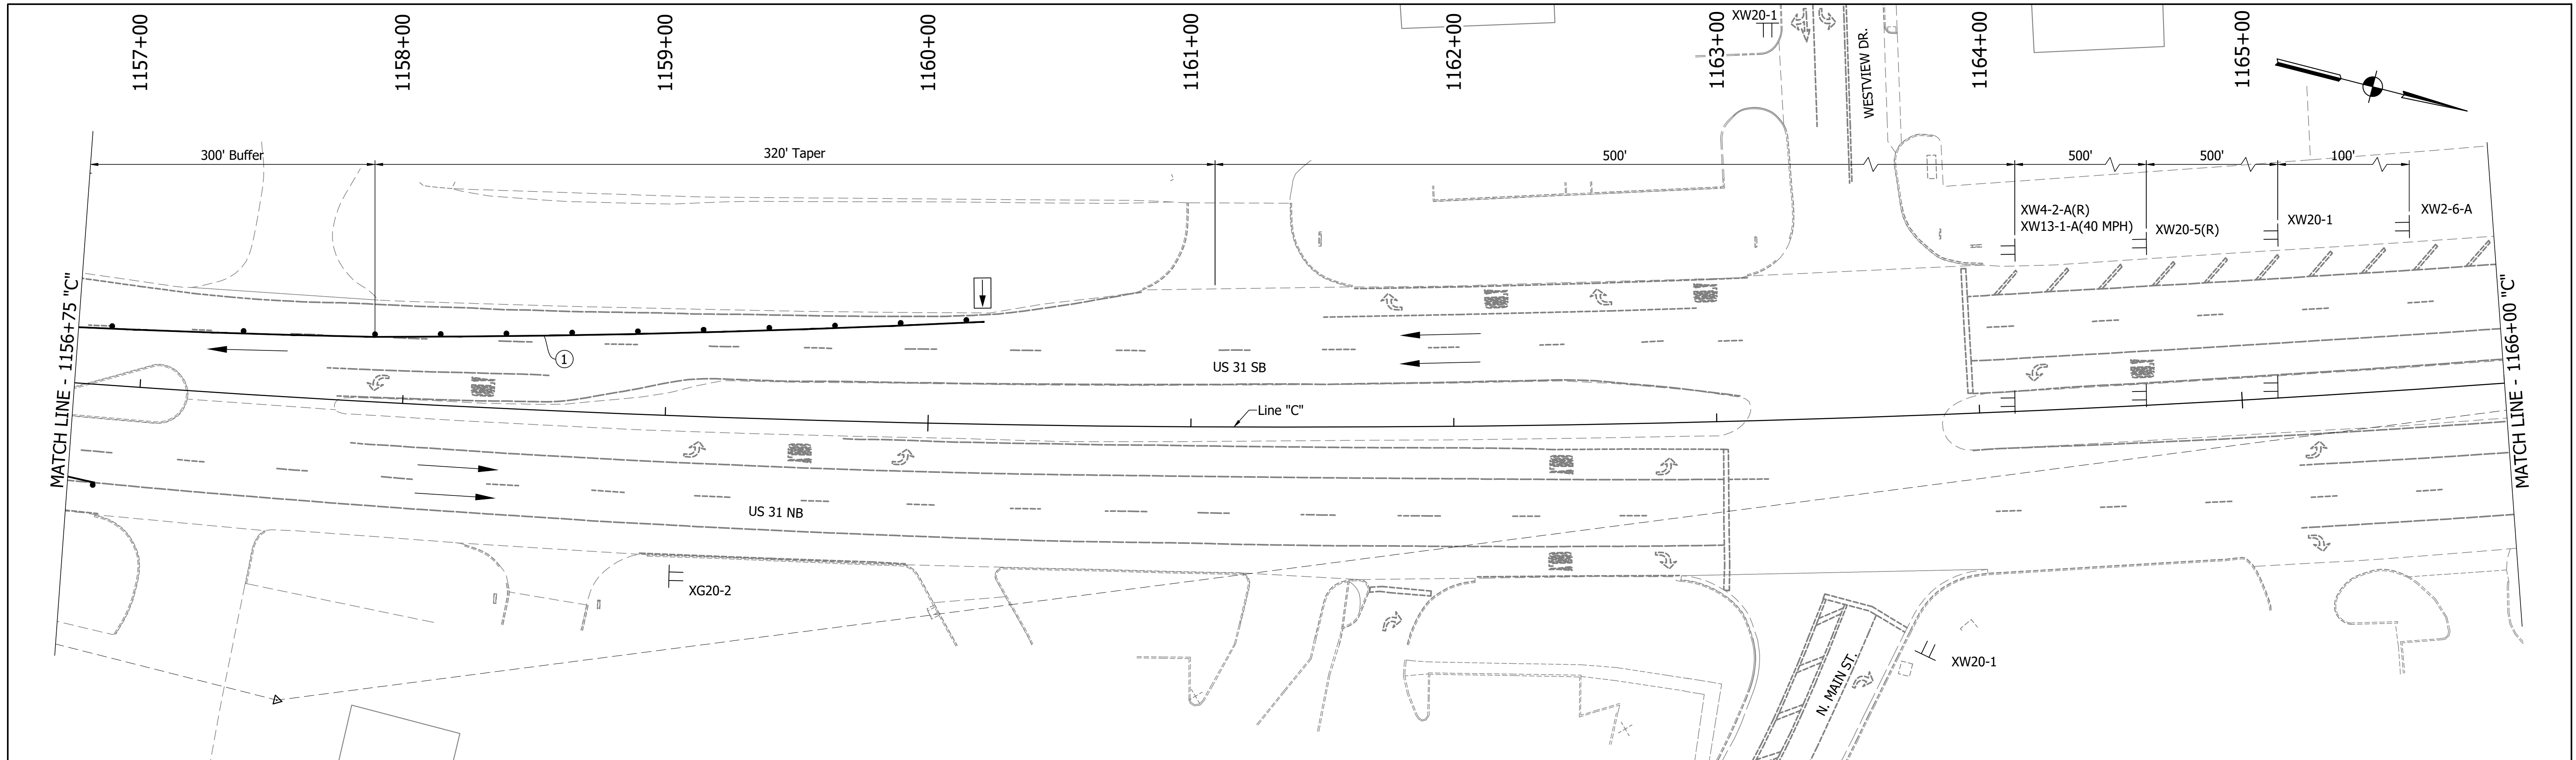 1157+00
1158+00
1159+00
1160+00
1161+00
1162+00
1163+00
1164+00
1165+00
XW20-1
WESTVIEW DR.
300' Buffer
320' Taper
500'
500'
500'
100'
XW4-2-A(R)
XW13-1-A(40 MPH)
XW20-5(R)
XW20-1
XW2-6-A
MATCH LINE - 1156+75 "C"
MATCH LINE - 1166+00 "C"
1
US 31 SB
Line "C"
US 31 NB
XG20-2
N. MAIN ST.
XW20-1